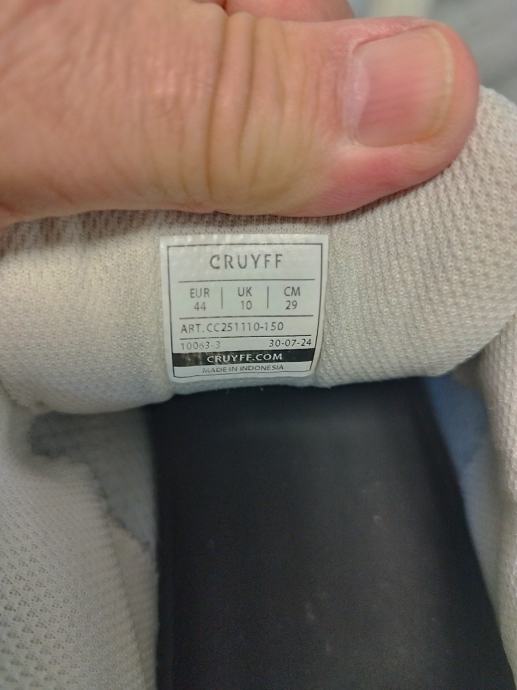 CRUYFF
EUR | UK | CM
44 | 10 | 29
ART.CC251110-150
10063-3 30-07-24
CRUYFF.COM
MADE IN INDONESIA